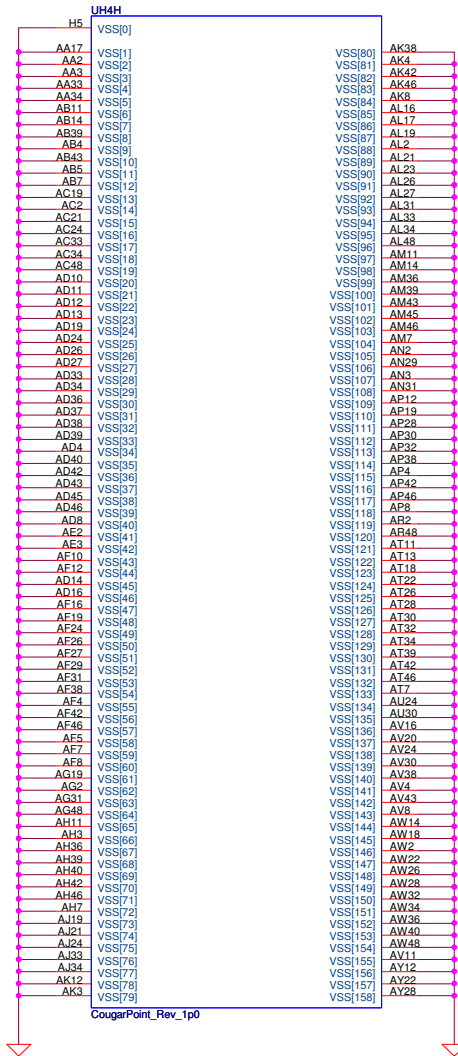 UH4H
H5 VSS[0]
AA17 VSS[1] VSS[80] AK38
AA2 VSS[2] VSS[81] AK4
AA3 VSS[3] VSS[82] AK42
AA33 VSS[4] VSS[83] AK46
AA34 VSS[5] VSS[84] AK8
AB11 VSS[6] VSS[85] AL16
AB14 VSS[7] VSS[86] AL17
AB39 VSS[8] VSS[87] AL19
AB4 VSS[9] VSS[88] AL2
AB43 VSS[10] VSS[89] AL21
AB5 VSS[11] VSS[90] AL23
AB7 VSS[12] VSS[91] AL26
AC19 VSS[13] VSS[92] AL27
AC2 VSS[14] VSS[93] AL31
AC21 VSS[15] VSS[94] AL33
AC24 VSS[16] VSS[95] AL34
AC33 VSS[17] VSS[96] AL48
AC34 VSS[18] VSS[97] AM11
AC48 VSS[19] VSS[98] AM14
AD10 VSS[20] VSS[99] AM36
AD11 VSS[21] VSS[100] AM39
AD12 VSS[22] VSS[101] AM43
AD13 VSS[23] VSS[102] AM45
AD19 VSS[24] VSS[103] AM46
AD24 VSS[25] VSS[104] AM7
AD26 VSS[26] VSS[105] AN2
AD27 VSS[27] VSS[106] AN29
AD33 VSS[28] VSS[107] AN3
AD34 VSS[29] VSS[108] AN31
AD36 VSS[30] VSS[109] AP12
AD37 VSS[31] VSS[110] AP19
AD38 VSS[32] VSS[111] AP28
AD39 VSS[33] VSS[112] AP30
AD4 VSS[34] VSS[113] AP32
AD40 VSS[35] VSS[114] AP38
AD42 VSS[36] VSS[115] AP4
AD43 VSS[37] VSS[116] AP42
AD45 VSS[38] VSS[117] AP46
AD46 VSS[39] VSS[118] AP8
AD8 VSS[40] VSS[119] AR2
AE2 VSS[41] VSS[120] AR48
AE3 VSS[42] VSS[121] AT11
AF10 VSS[43] VSS[122] AT13
AF12 VSS[44] VSS[123] AT18
AD14 VSS[45] VSS[124] AT22
AD16 VSS[46] VSS[125] AT26
AF16 VSS[47] VSS[126] AT28
AF19 VSS[48] VSS[127] AT30
AF24 VSS[49] VSS[128] AT32
AF26 VSS[50] VSS[129] AT34
AF27 VSS[51] VSS[130] AT39
AF29 VSS[52] VSS[131] AT42
AF31 VSS[53] VSS[132] AT46
AF38 VSS[54] VSS[133] AT7
AF4 VSS[55] VSS[134] AU24
AF42 VSS[56] VSS[135] AU30
AF46 VSS[57] VSS[136] AV16
AF5 VSS[58] VSS[137] AV20
AF7 VSS[59] VSS[138] AV24
AF8 VSS[60] VSS[139] AV30
AG19 VSS[61] VSS[140] AV38
AG2 VSS[62] VSS[141] AV4
AG31 VSS[63] VSS[142] AV43
AG48 VSS[64] VSS[143] AV8
AH11 VSS[65] VSS[144] AW14
AH3 VSS[66] VSS[145] AW18
AH36 VSS[67] VSS[146] AW2
AH39 VSS[68] VSS[147] AW22
AH40 VSS[69] VSS[148] AW26
AH42 VSS[70] VSS[149] AW28
AH46 VSS[71] VSS[150] AW32
AH7 VSS[72] VSS[151] AW34
AJ19 VSS[73] VSS[152] AW36
AJ21 VSS[74] VSS[153] AW40
AJ24 VSS[75] VSS[154] AW48
AJ33 VSS[76] VSS[155] AV11
AJ34 VSS[77] VSS[156] AY12
AK12 VSS[78] VSS[157] AY22
AK3 VSS[79] VSS[158] AY28
CougarPoint_Rev_1p0